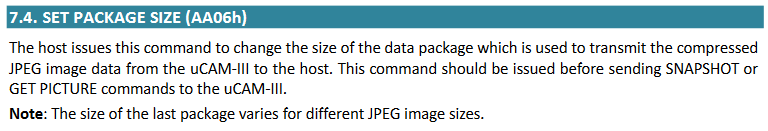 7.4. SET PACKAGE SIZE (AA06h)
The host issues this command to change the size of the data package which is used to transmit the compressed
JPEG image data from the uCAM-III to the host. This command should be issued before sending SNAPSHOT or
GET PICTURE commands to the uCAM-III.
Note: The size of the last package varies for different JPEG image sizes.